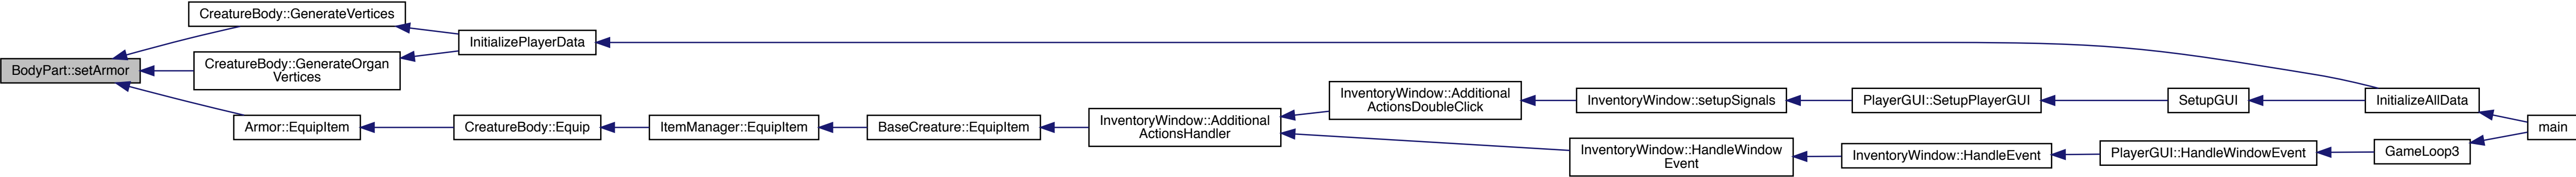 CreatureBody::GenerateVertices
InitializePlayerData
BodyPart::setArmor
CreatureBody::GenerateOrgan
Vertices
InventoryWindow::Additional
ActionsDoubleClick
InventoryWindow::setupSignals
PlayerGUI::SetupPlayerGUI
SetupGUI
InitializeAllData
Armor::EquipItem
CreatureBody::Equip
ItemManager::EquipItem
BaseCreature::EquipItem
InventoryWindow::Additional
ActionsHandler
main
InventoryWindow::HandleWindow
Event
InventoryWindow::HandleEvent
PlayerGUI::HandleWindowEvent
GameLoop3